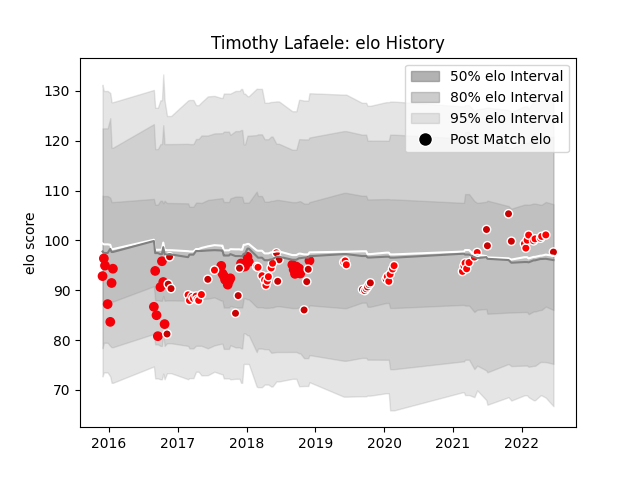 Timothy Lafaele: elo History
50% elo Interval
80% elo Interval
95% elo Interval
Post Match elo
elo score
130
120
110
100
90
80
70
2016 2017 2018 2019 2020 2021 2022